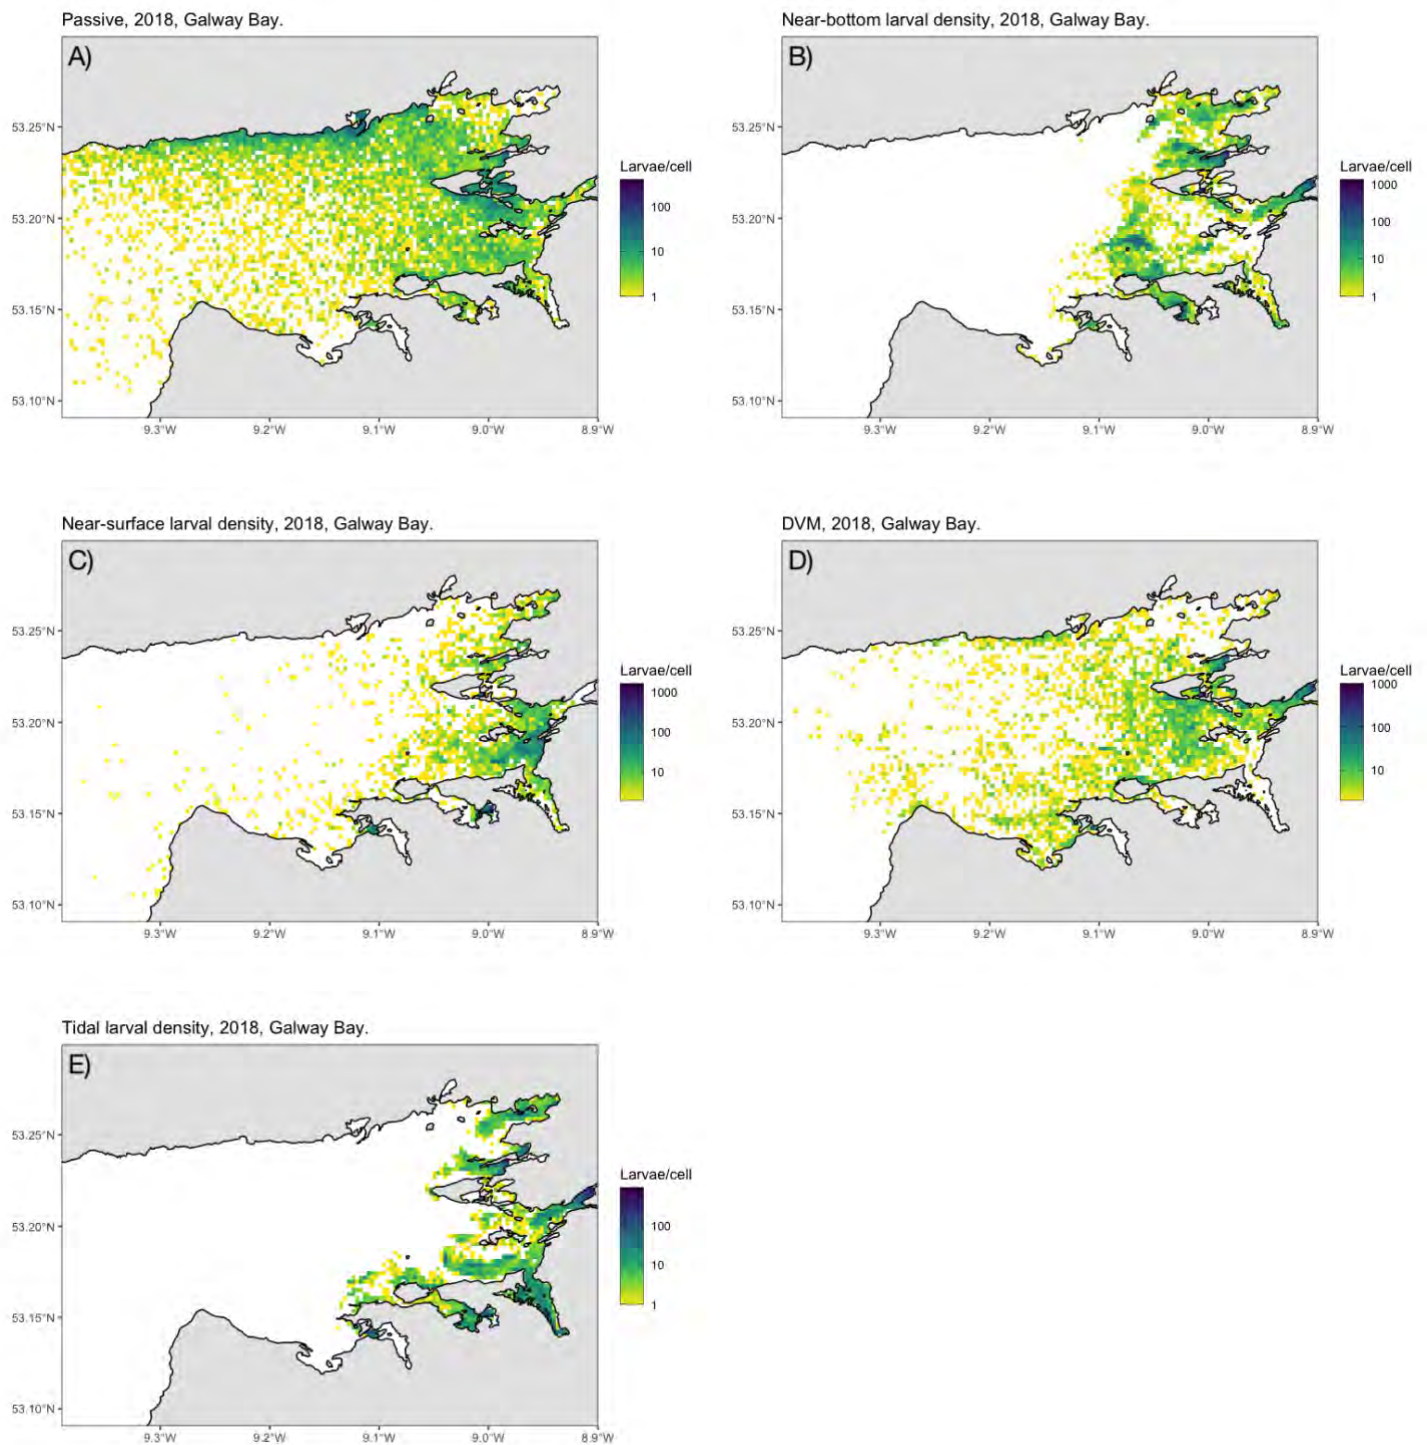 Passive, 2018, Galway Bay.
A)
53.25°N
53.20°N
53.15°N
53.10°N
9.3°W 9.2°W 9.1°W 9.0°W 8.9°W
Larvae/cell
100
10
1
Near-bottom larval density, 2018, Galway Bay.
B)
53.25°N
53.20°N
53.15°N
53.10°N
9.3°W 9.2°W 9.1°W 9.0°W 8.9°W
Larvae/cell
1000
100
10
1
Near-surface larval density, 2018, Galway Bay.
C)
53.25°N
53.20°N
53.15°N
53.10°N
9.3°W 9.2°W 9.1°W 9.0°W 8.9°W
Larvae/cell
1000
100
10
DVM, 2018, Galway Bay.
D)
53.25°N
53.20°N
53.15°N
53.10°N
9.3°W 9.2°W 9.1°W 9.0°W 8.9°W
Larvae/cell
1000
100
10
Tidal larval density, 2018, Galway Bay.
E)
53.25°N
53.20°N
53.15°N
53.10°N
9.3°W 9.2°W 9.1°W 9.0°W 8.9°W
Larvae/cell
100
10
1